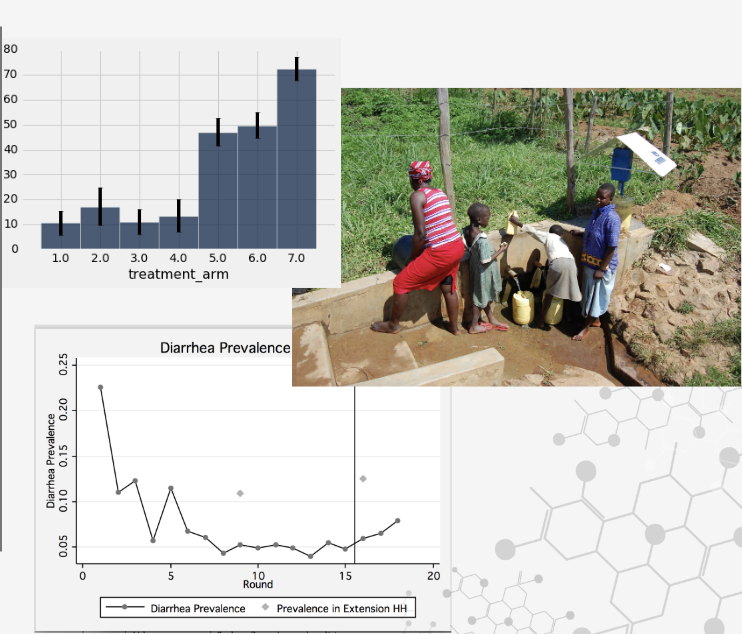 80
70
60
50
40
30
20
10
0
1.0 2.0 3.0 4.0 5.0 6.0 7.0
treatment_arm
Diarrhea Prevalence
Diarrhea Prevalence
0.25
0.20
0.15
0.10
0.05
0 5 10 15 20
Round
Diarrhea Prevalence Prevalence in Extension HH